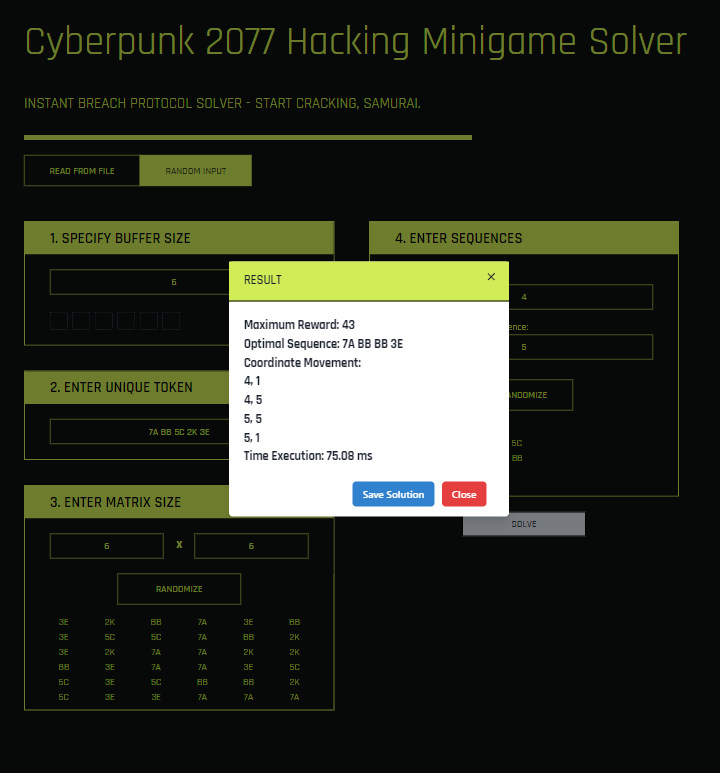 Cyberpunk 2077 Hacking Minigame Solver
INSTANT BREACH PROTOCOL SOLVER - START CRACKING, SAMURAI.
READ FROM FILE
RANDOM INPUT
1. SPECIFY BUFFER SIZE
6
2. ENTER UNIQUE TOKEN
7A BB 5C 2K 3E
3. ENTER MATRIX SIZE
6 X 6
RANDOMIZE
3E 2K BB 7A 3E BB
3E 5C 5C 7A BB 2K
3E 2K 7A 7A 2K 2K
BB 3E 7A 7A 3E 5C
5C 3E 5C BB BB 2K
5C 3E 3E 7A 7A 7A
4. ENTER SEQUENCES
4
ence:
5
ANDOMIZE
5C
BB
SOLVE
RESULT
×
Maximum Reward: 43
Optimal Sequence: 7A BB BB 3E
Coordinate Movement:
4, 1
4, 5
5, 5
5, 1
Time Execution: 75.08 ms
Save Solution
Close